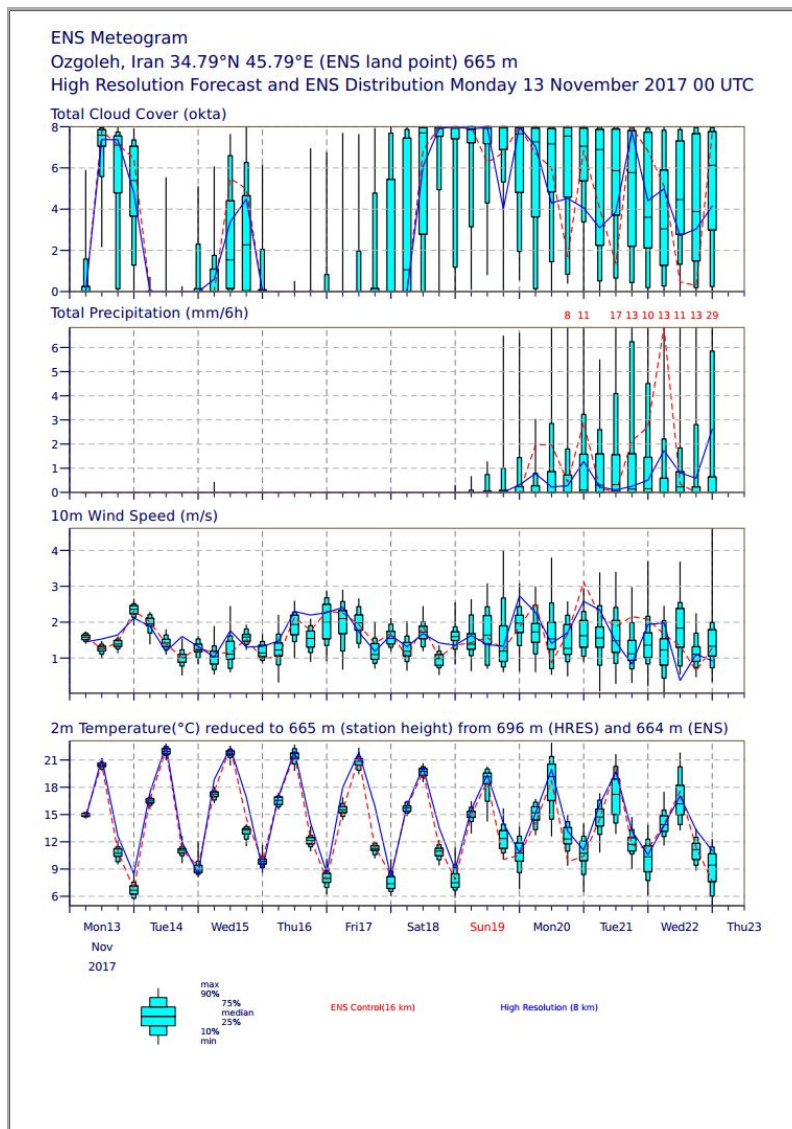 ENS Meteogram
Ozgoleh, Iran 34.79°N 45.79°E (ENS land point) 665 m
High Resolution Forecast and ENS Distribution Monday 13 November 2017 00 UTC
Total Cloud Cover (okta)
8
6
4
2
0
Total Precipitation (mm/6h)
8 11 17 13 10 13 11 13 29
6
5
4
3
2
1
0
10m Wind Speed (m/s)
4
3
2
1
2m Temperature(°C) reduced to 665 m (station height) from 696 m (HRES) and 664 m (ENS)
21
18
15
12
9
6
Mon13 Tue14 Wed15 Thu16 Fri17 Sat18 Sun19 Mon20 Tue21 Wed22 Thu23
Nov
2017
max
90%
75%
median
25%
10%
min
ENS Control(16 km)
High Resolution (8 km)